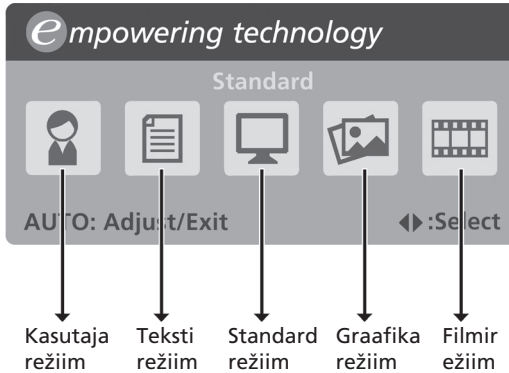 empowering technology
Standard
AUTO: Adjust/Exit ◀▶:Select
Kasutaja režiim
Teksti režiim
Standard režiim
Graafika režiim
Filmir ežiim